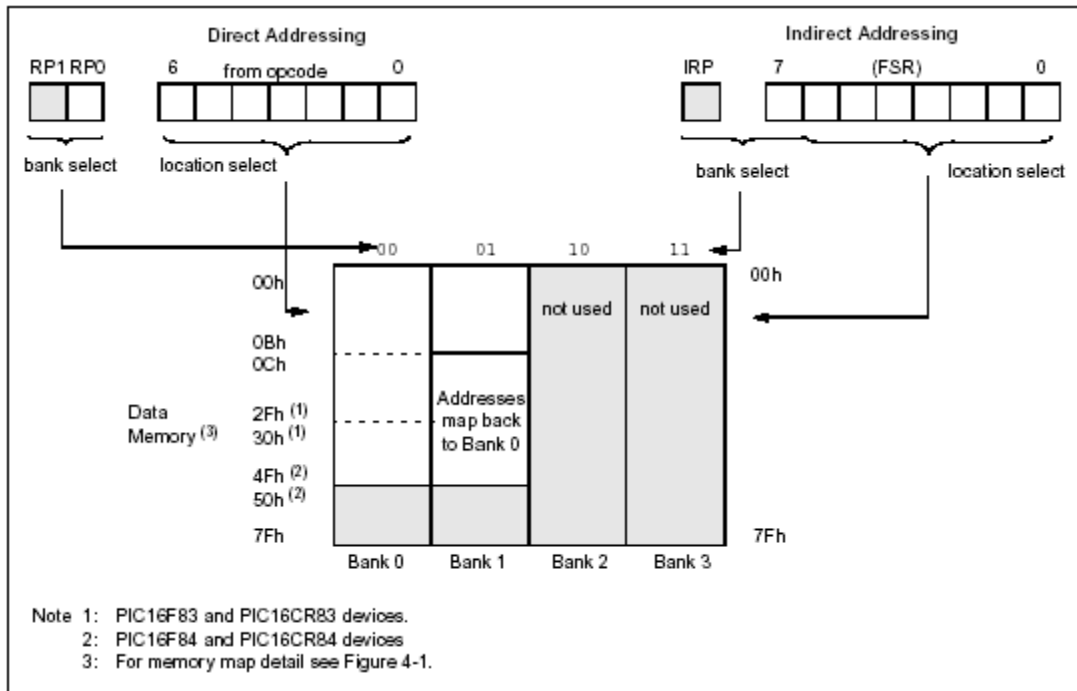 Direct Addressing
Indirect Addressing
RP1 RP0 6 from opcode 0
IRP 7 (FSR) 0
bank select location select
bank select location select
00 01 10 11
00h 00h
not used not used
0Bh
0Ch
Addresses
map back
to Bank 0
Data
Memory (3)
2Fh (1)
30h (1)
4Fh (2)
50h (2)
7Fh 7Fh
Bank 0 Bank 1 Bank 2 Bank 3
Note 1: PIC16F83 and PIC16CR83 devices.
2: PIC16F84 and PIC16CR84 devices
3: For memory map detail see Figure 4-1.